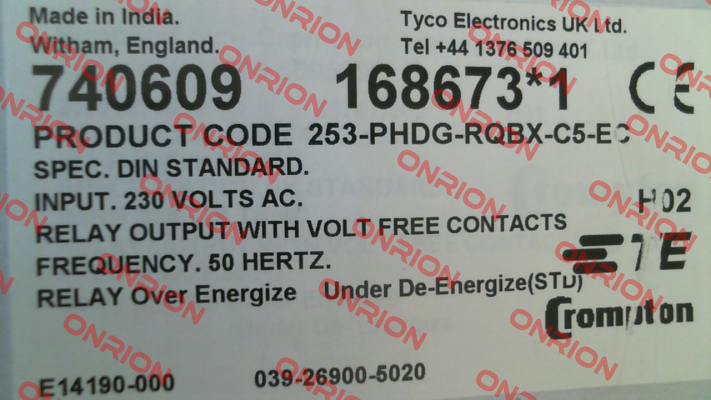 Made in India. Tyco Electronics UK Ltd.
Witham, England. Tel +44 1376 509 401
740609 168673*1 CE
PRODUCT CODE 253-PHDG-RQBX-C5-EC
SPEC. DIN STANDARD.
INPUT. 230 VOLTS AC. H02
RELAY OUTPUT WITH VOLT FREE CONTACTS
FREQUENCY. 50 HERTZ. TE
RELAY Over Energize Under De-Energize(STD)
Crompton
E14190-000 039-26900-5020
ONRION